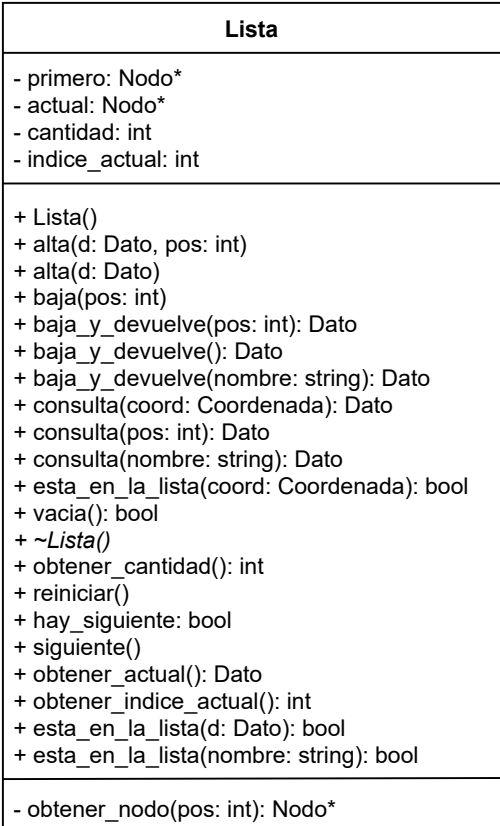 Lista
- primero: Nodo*
- actual: Nodo*
- cantidad: int
- indice_actual: int
+ Lista()
+ alta(d: Dato, pos: int)
+ alta(d: Dato)
+ baja(pos: int)
+ baja_y_devuelve(pos: int): Dato
+ baja_y_devuelve(): Dato
+ baja_y_devuelve(nombre: string): Dato
+ consulta(coord: Coordenada): Dato
+ consulta(pos: int): Dato
+ consulta(nombre: string): Dato
+ esta_en_la_lista(coord: Coordenada): bool
+ vacia(): bool
+ ~Lista()
+ obtener_cantidad(): int
+ reiniciar()
+ hay_siguiente: bool
+ siguiente()
+ obtener_actual(): Dato
+ obtener_indice_actual(): int
+ esta_en_la_lista(d: Dato): bool
+ esta_en_la_lista(nombre: string): bool
- obtener_nodo(pos: int): Nodo*